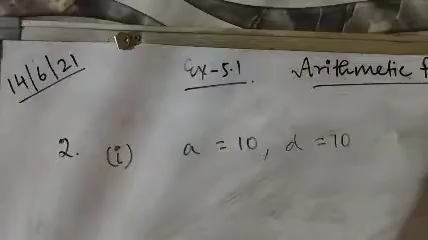 14/6/21 Ex-5.1 Arithmetic
2. (i) a = 10, d = 10